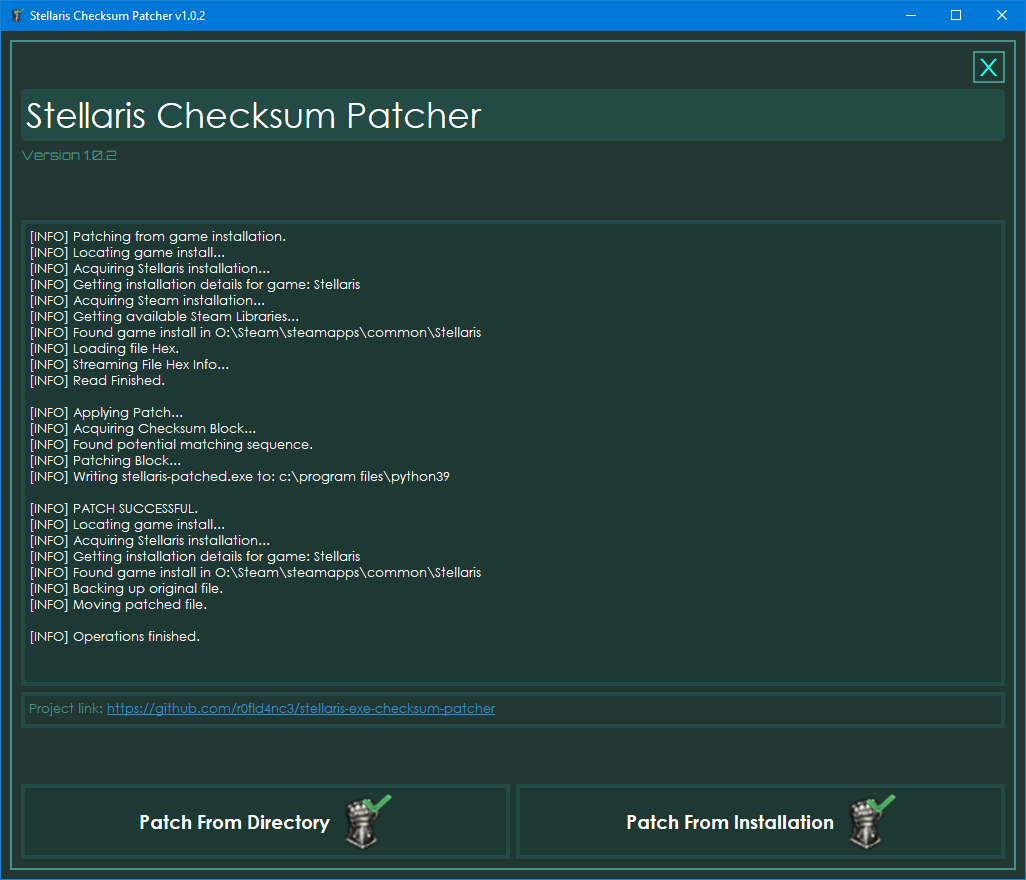 Stellaris Checksum Patcher v1.0.2
X
Stellaris Checksum Patcher
Version 1.0.2
[INFO] Patching from game installation.
[INFO] Locating game install...
[INFO] Acquiring Stellaris installation...
[INFO] Getting installation details for game: Stellaris
[INFO] Acquiring Steam installation...
[INFO] Getting available Steam Libraries...
[INFO] Found game install in O:\Steam\steamapps\common\Stellaris
[INFO] Loading file Hex.
[INFO] Streaming File Hex Info...
[INFO] Read Finished.
[INFO] Applying Patch...
[INFO] Acquiring Checksum Block...
[INFO] Found potential matching sequence.
[INFO] Patching Block...
[INFO] Writing stellaris-patched.exe to: c:\program files\python39
[INFO] PATCH SUCCESSFUL.
[INFO] Locating game install...
[INFO] Acquiring Stellaris installation...
[INFO] Getting installation details for game: Stellaris
[INFO] Found game install in O:\Steam\steamapps\common\Stellaris
[INFO] Backing up original file.
[INFO] Moving patched file.
[INFO] Operations finished.
Project link: https://github.com/r0fld4nc3/stellaris-exe-checksum-patcher
Patch From Directory
Patch From Installation